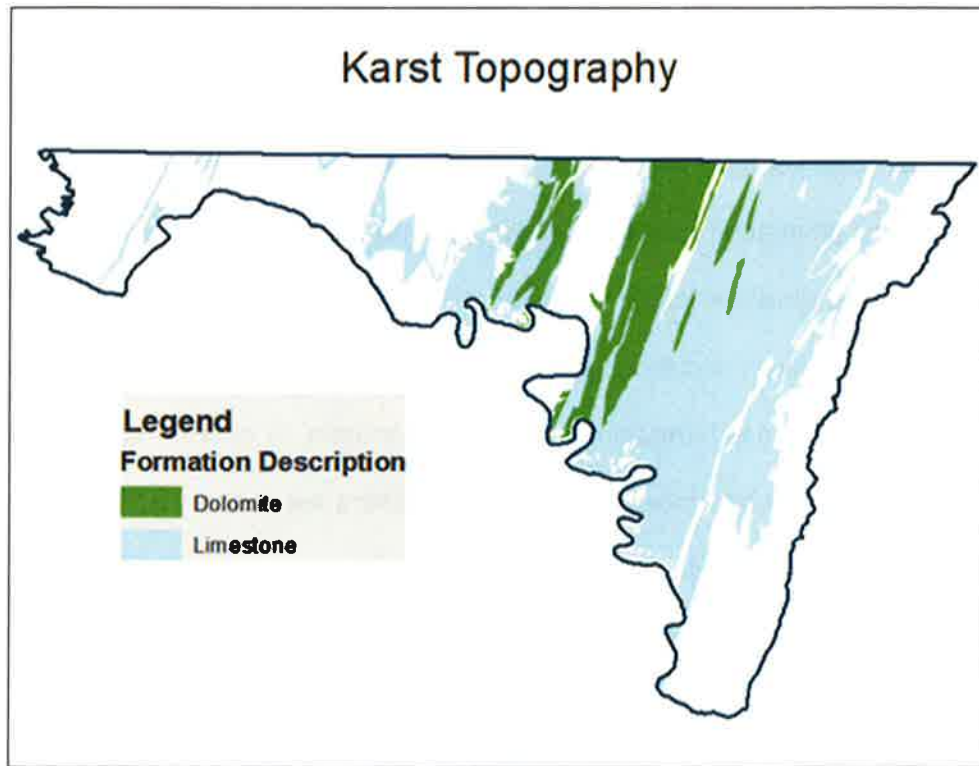 Karst Topography
Legend
Formation Description
Dolomite
Limestone